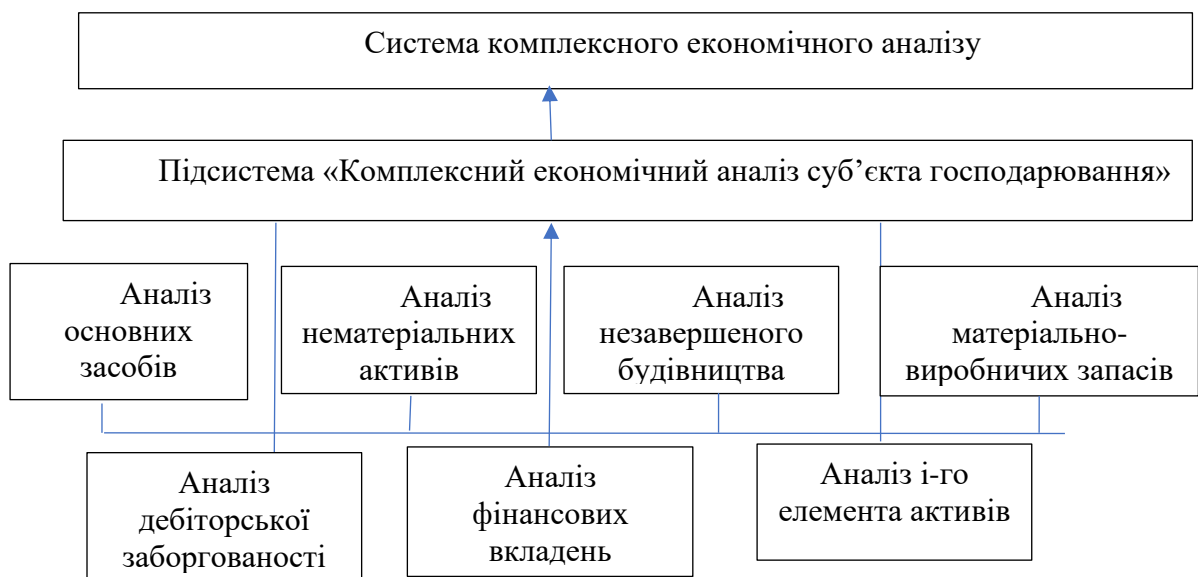 Система комплексного економічного аналізу
Підсистема «Комплексний економічний аналіз суб’єкта господарювання»
Аналіз
основних
засобів
Аналіз
нематеріальних
активів
Аналіз
незавершеного
будівництва
Аналіз
матеріально-
виробничих запасів
Аналіз
дебіторської
заборгованості
Аналіз
фінансових
вкладень
Аналіз і-го
елемента активів